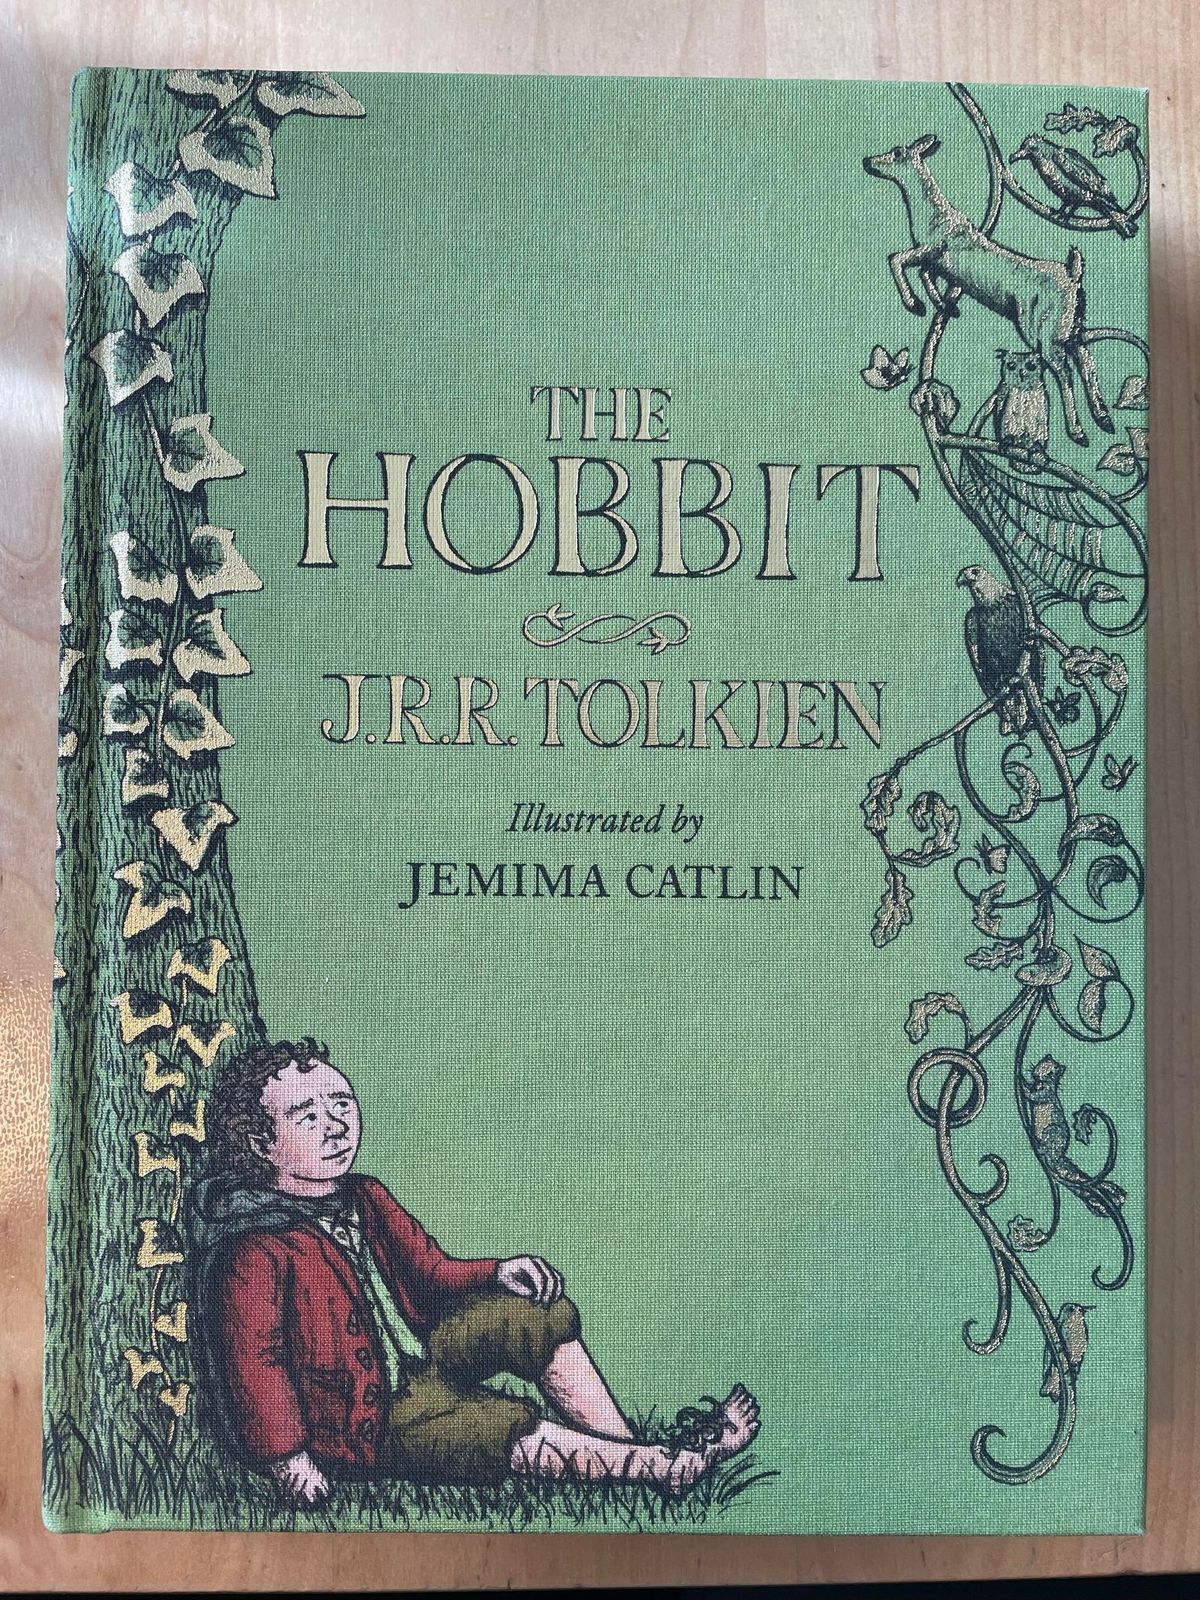 THE
HOBBIT
J.R.R. TOLKIEN
Illustrated by
JEMIMA CATLIN